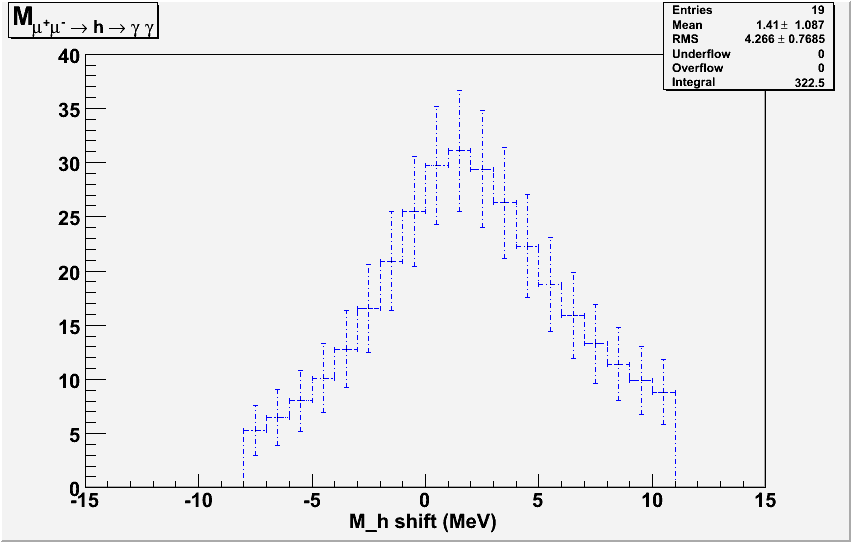 M μ⁺μ⁻ → h → γ γ
Entries 19
Mean 1.41 ± 1.087
RMS 4.266 ± 0.7685
Underflow 0
Overflow 0
Integral 322.5
40
35
30
25
20
15
10
5
0
-15 -10 -5 0 5 10 15
M_h shift (MeV)